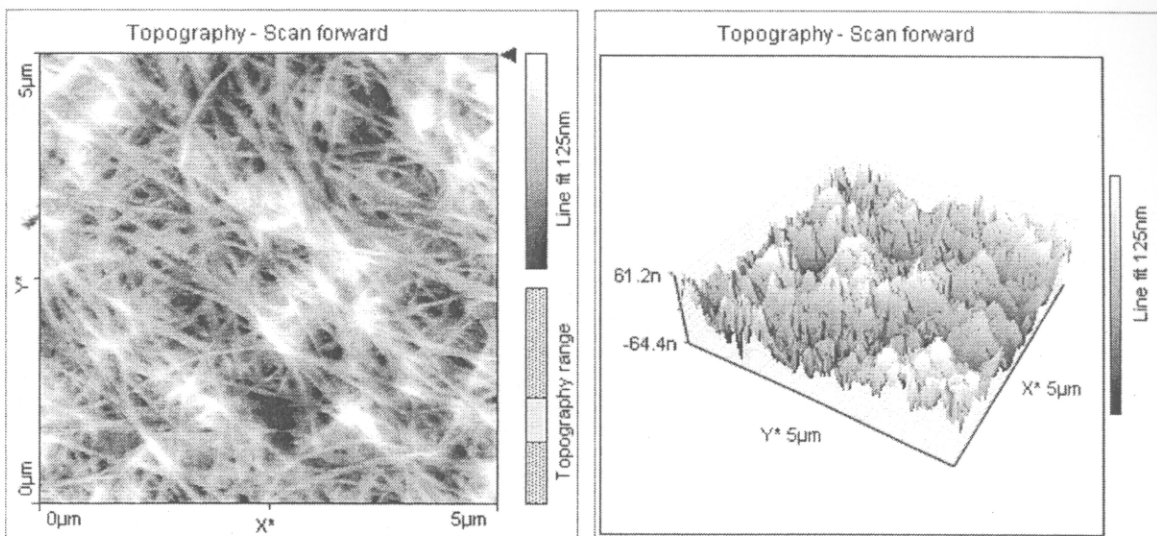 Topography - Scan forward
5µm
Y*
0µm
0µm
X*
5µm
Line fit 125nm
Topography range
Topography - Scan forward
61.2n
-64.4n
Y* 5µm
X* 5µm
Line fit 125nm